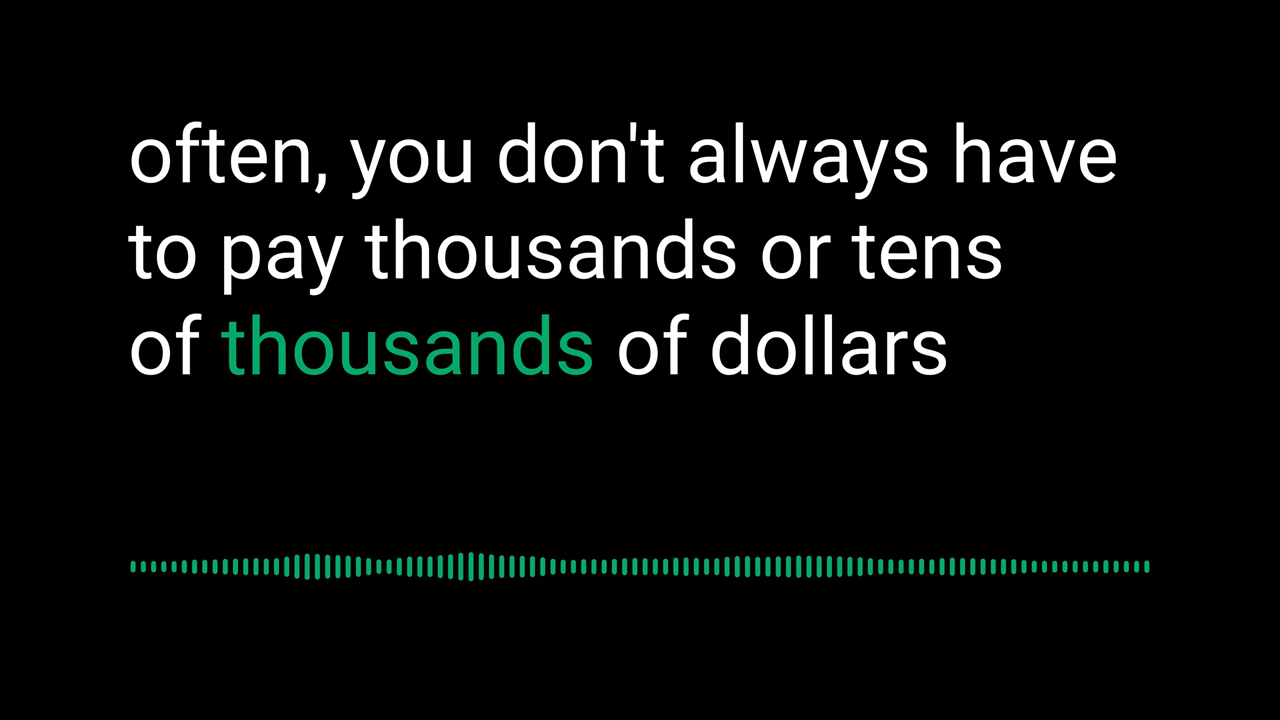 often, you don't always have
to pay thousands or tens
of thousands of dollars